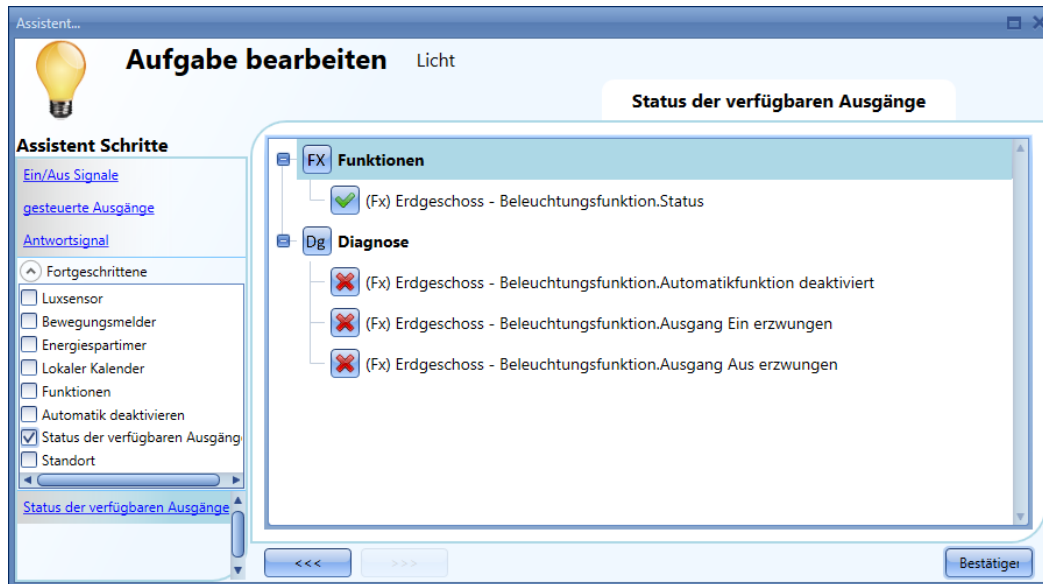 Assistent...
Aufgabe bearbeiten Licht
Status der verfügbaren Ausgänge
Assistent Schritte
Ein/Aus Signale
gesteuerte Ausgänge
Antwortsignal
Fortgeschrittene
Luxsensor
Bewegungsmelder
Energiespartimer
Lokaler Kalender
Funktionen
Automatik deaktivieren
Status der verfügbaren Ausgäng
Standort
Status der verfügbaren Ausgänge
FX Funktionen
(Fx) Erdgeschoss - Beleuchtungsfunktion.Status
Dg Diagnose
(Fx) Erdgeschoss - Beleuchtungsfunktion.Automatikfunktion deaktiviert
(Fx) Erdgeschoss - Beleuchtungsfunktion.Ausgang Ein erzwungen
(Fx) Erdgeschoss - Beleuchtungsfunktion.Ausgang Aus erzwungen
<<< >>>
Bestätiger